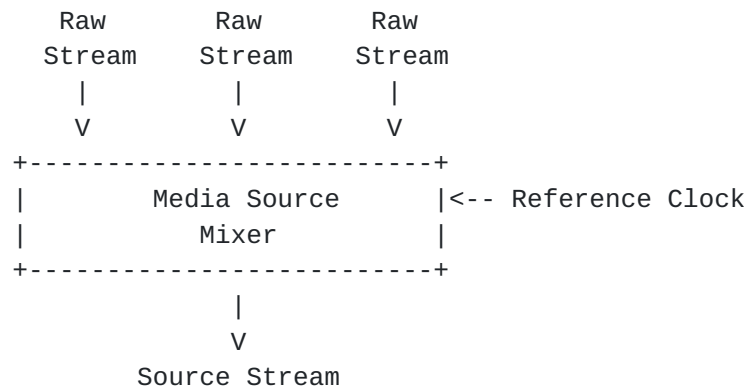 Raw Raw Raw
Stream Stream Stream
| | |
V V V
+--------------------------+
| Media Source |<-- Reference Clock
| Mixer |
+--------------------------+
|
V
Source Stream